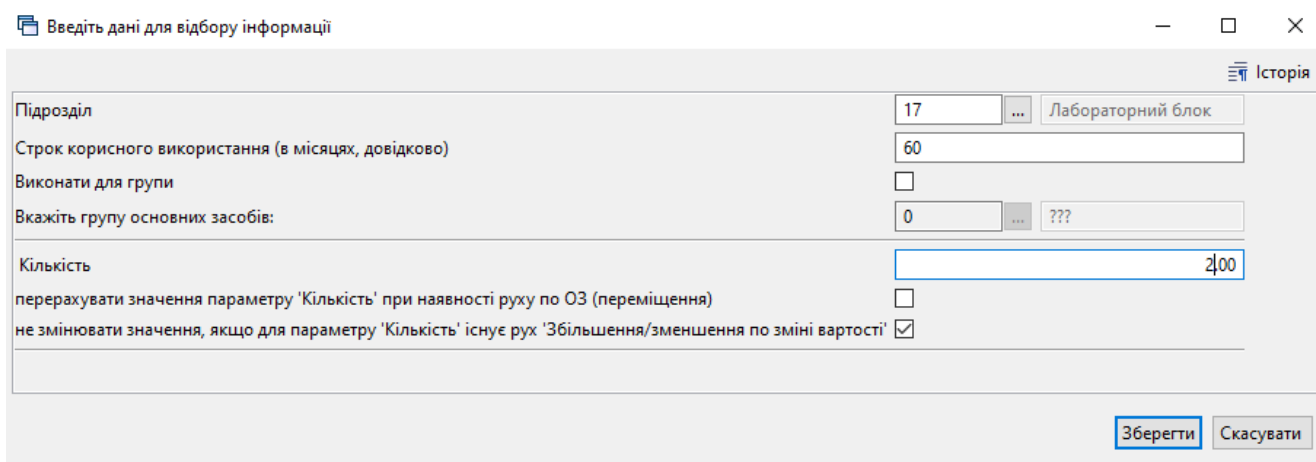 Введіть дані для відбору інформації
Історія
Підрозділ 17 ... Лабораторний блок
Строк корисного використання (в місяцях, довідково) 60
Виконати для групи
Вкажіть групу основних засобів: 0 ... ???
Кількість 2,00
перерахувати значення параметру 'Кількість' при наявності руху по ОЗ (переміщення)
не змінювати значення, якщо для параметру 'Кількість' існує рух 'Збільшення/зменшення по зміні вартості'
Зберегти Скасувати